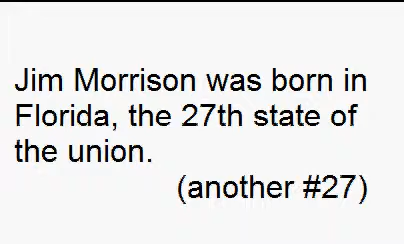 Jim Morrison was born in
Florida, the 27th state of
the union.
(another #27)